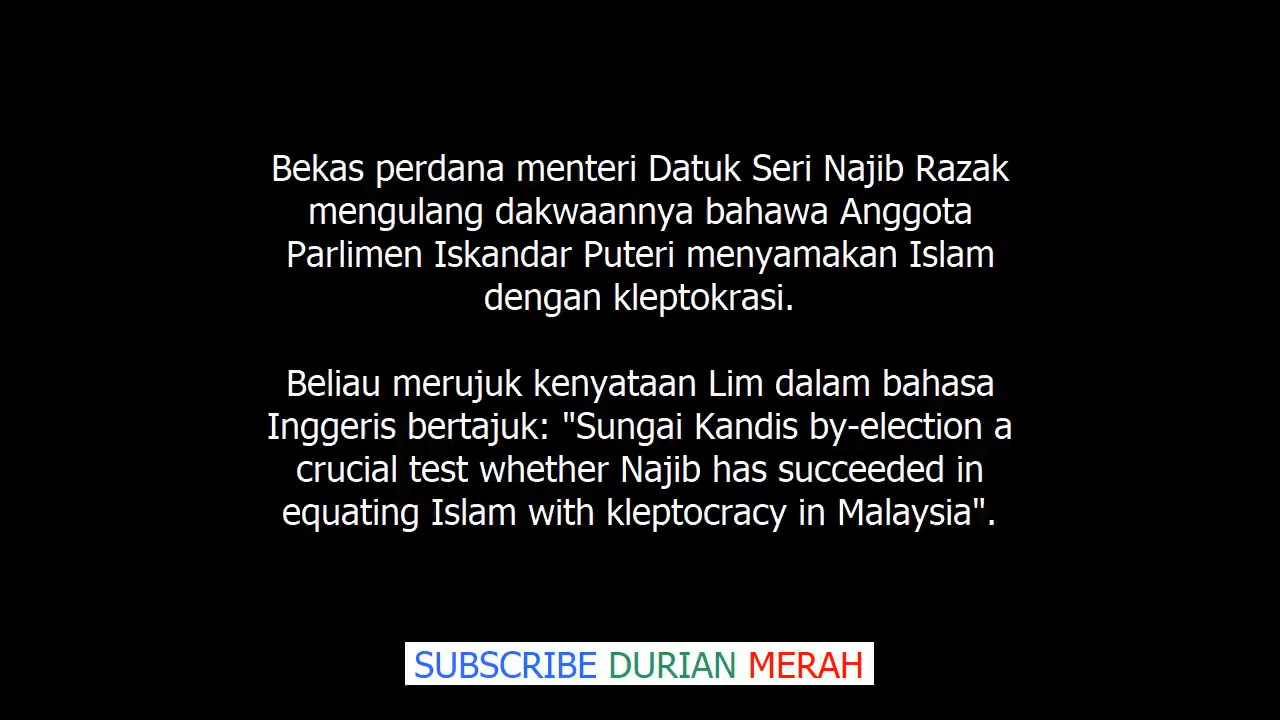 Bekas perdana menteri Datuk Seri Najib Razak
mengulang dakwaannya bahawa Anggota
Parlimen Iskandar Puteri menyamakan Islam
dengan kleptokrasi.
Beliau merujuk kenyataan Lim dalam bahasa
Inggeris bertajuk: "Sungai Kandis by-election a
crucial test whether Najib has succeeded in
equating Islam with kleptocracy in Malaysia".
SUBSCRIBE DURIAN MERAH